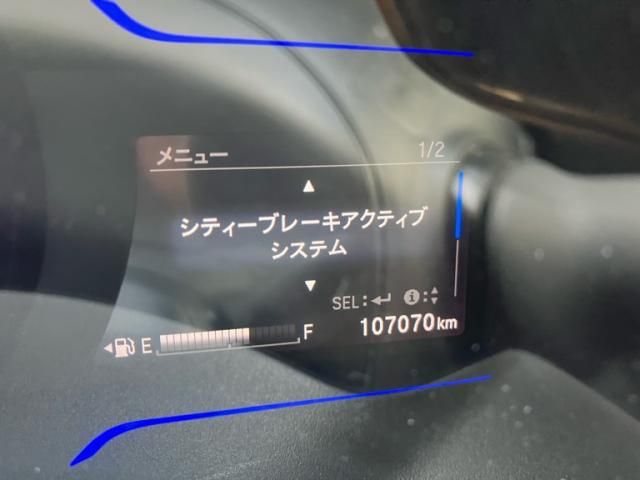 メニュー 1/2
▲
シティーブレーキアクティブ
システム
▼
SEL:↵ i:▲▼
107070km
E F